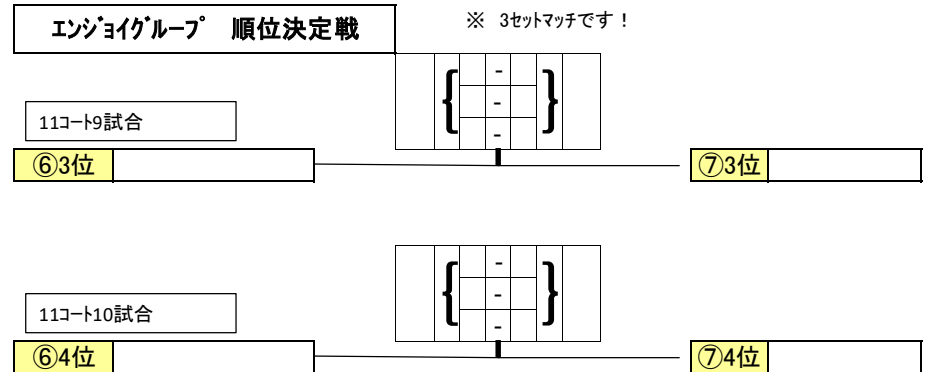 エンジョイグループ 順位決定戦
※ 3セットマッチです！
{ - }
-
-
11コート9試合
⑥3位
⑦3位
{ - }
-
-
11コート10試合
⑥4位
⑦4位